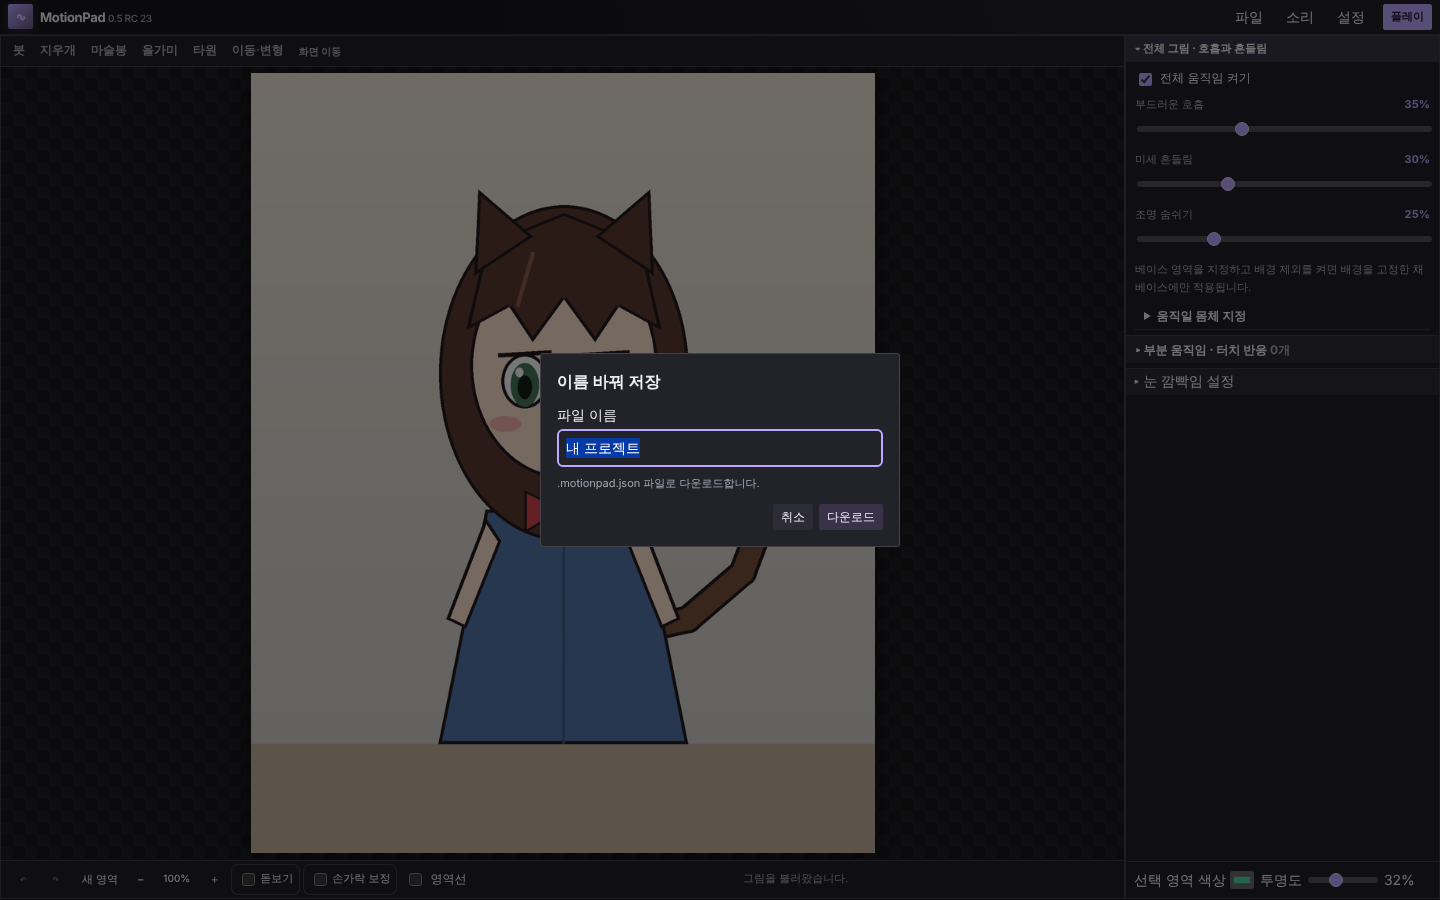 MotionPad 0.5 RC 23
파일 소리 설정 플레이
붓 지우개 마술봉 올가미 타원 이동·변형 화면 이동
전체 그림 · 호흡과 흔들림
전체 움직임 켜기
부드러운 호흡 35%
미세 흔들림 30%
조명 숨쉬기 25%
베이스 영역을 지정하고 배경 제외를 켜면 배경을 고정한 채
베이스에만 적용됩니다.
움직일 몸체 지정
부분 움직임 · 터치 반응 0개
눈 깜빡임 설정
이름 바꿔 저장
파일 이름
내 프로젝트
.motionpad.json 파일로 다운로드합니다.
취소 다운로드
새 영역 − 100% + 돋보기 손가락 보정 영역선 그림을 불러왔습니다.
선택 영역 색상 투명도 32%